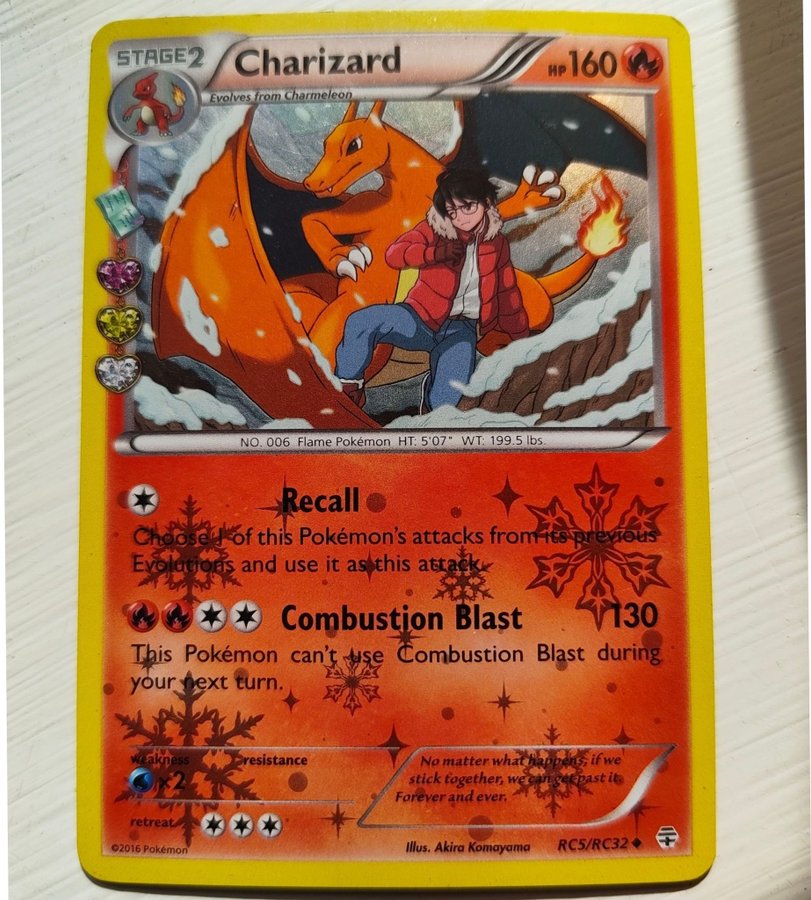 STAGE2 Charizard HP160
Evolves from Charmeleon
NO. 006 Flame Pokémon HT: 5'07" WT: 199.5 lbs.
Recall
Choose 1 of this Pokémon's attacks from its previous
Evolutions and use it as this attack.
Combustion Blast 130
This Pokémon can't use Combustion Blast during
your next turn.
weakness resistance
×2
No matter what happens, if we
stick together, we can get past it.
Forever and ever.
retreat
©2016 Pokémon Illus. Akira Komayama RC5/RC32